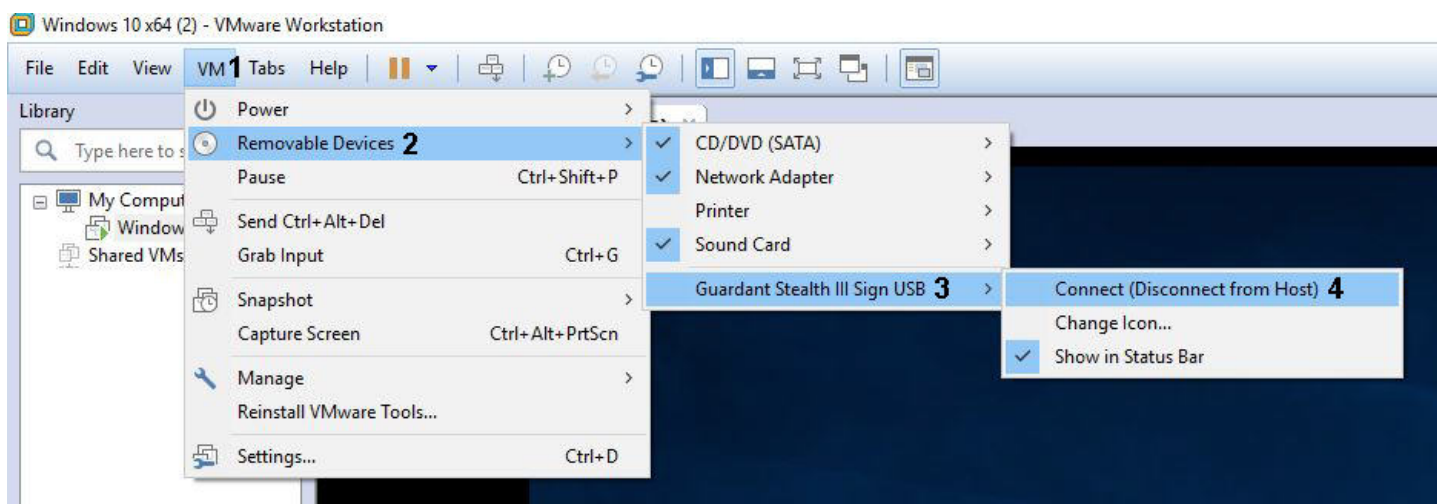 Windows 10 x64 (2) - VMware Workstation
File Edit View VM 1 Tabs Help
Library
Type here to
My Comput
Window
Shared VMs
Power
Removable Devices 2
Pause Ctrl+Shift+P
Send Ctrl+Alt+Del
Grab Input Ctrl+G
Snapshot
Capture Screen Ctrl+Alt+PrtScn
Manage
Reinstall VMware Tools...
Settings... Ctrl+D
CD/DVD (SATA)
Network Adapter
Printer
Sound Card
Guardant Stealth III Sign USB 3
Connect (Disconnect from Host) 4
Change Icon...
Show in Status Bar